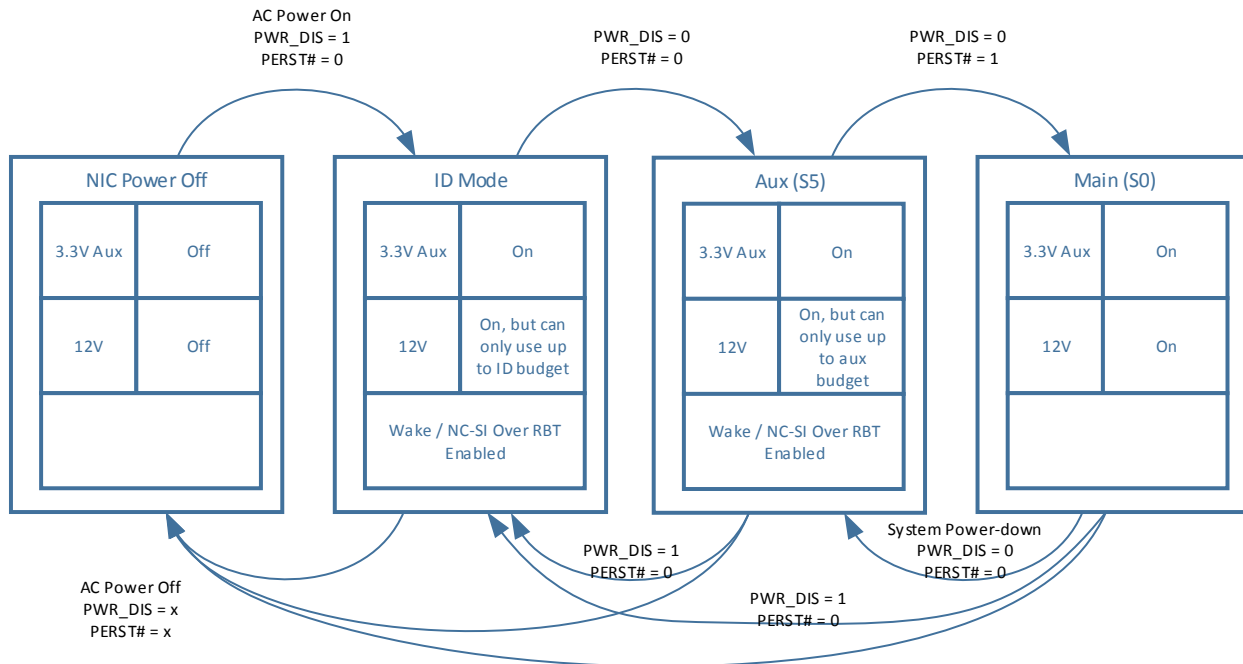 AC Power On
PWR_DIS = 1
PERST# = 0
PWR_DIS = 0
PERST# = 0
PWR_DIS = 0
PERST# = 1
NIC Power Off
3.3V Aux
Off
12V
Off
ID Mode
3.3V Aux
On
12V
On, but can
only use up
to ID budget
Wake / NC-SI Over RBT
Enabled
Aux (S5)
3.3V Aux
On
12V
On, but can
only use up
to aux
budget
Wake / NC-SI Over RBT
Enabled
Main (S0)
3.3V Aux
On
12V
On
AC Power Off
PWR_DIS = x
PERST# = x
PWR_DIS = 1
PERST# = 0
System Power-down
PWR_DIS = 0
PERST# = 0
PWR_DIS = 1
PERST# = 0